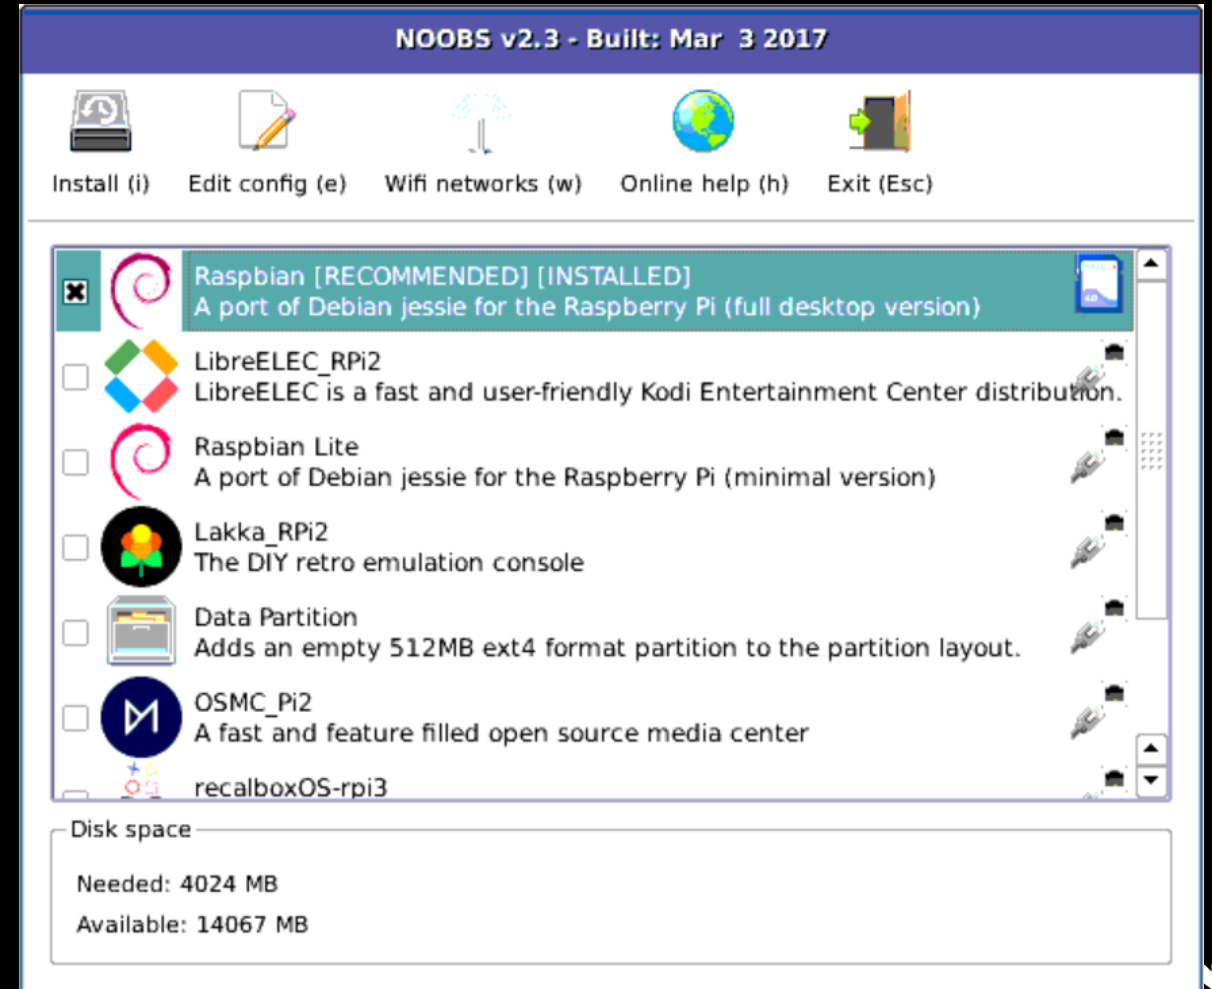 NOOBS v2.3 - Built: Mar  3 2017
Install (i)
Edit config (e)
Wifi networks (w)
Online help (h)
Exit (Esc)
Raspbian [RECOMMENDED] [INSTALLED]
A port of Debian jessie for the Raspberry Pi (full desktop version)
LibreELEC_RPi2
LibreELEC is a fast and user-friendly Kodi Entertainment Center distribution.
Raspbian Lite
A port of Debian jessie for the Raspberry Pi (minimal version)
Lakka_RPi2
The DIY retro emulation console
Data Partition
Adds an empty 512MB ext4 format partition to the partition layout.
OSMC_Pi2
A fast and feature filled open source media center
recalboxOS-rpi3
Disk space
Needed: 4024 MB
Available: 14067 MB